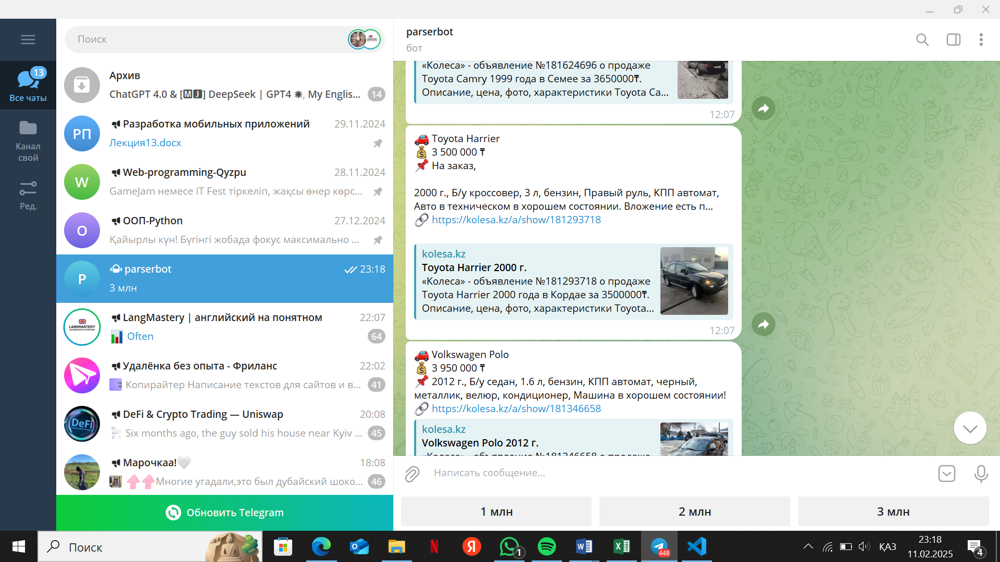 Поиск
13
Все чаты
Канал
свой
Ред.
Архив
ChatGPT 4.0 & [🅼🅹] DeepSeek | GPT4 ✹, My Englis...
14
РП
Разработка мобильных приложений
29.11.2024
Лекция13.docx
W
Web-programming-Qyzpu
28.11.2024
GameJam немесе IT Fest тіркеліп, жақсы өнер көрс...
О
ООП-Python
27.12.2024
Қайырлы күн! Бүгінгі жобада фокус максимально ...
P
parserbot
23:18
3 млн
LANGMASTERY
LangMastery | английский на понятном
22:07
Often
64
Удалёнка без опыта - Фриланс
22:02
Копирайтер Написание текстов для сайтов и в...
41
DeFi
DeFi & Crypto Trading — Uniswap
20:08
Six months ago, the guy sold his house near Kyiv ...
45
Марочкаа!🤍
18:08
Многие угадали,это был дубайский шоко...
46
Обновить Telegram
parserbot
бот
«Колеса» - объявление №181624696 о продаже
Toyota Camry 1999 года в Семее за 3650000₸.
Описание, цена, фото, характеристики Toyota Ca...
12:07
🚗 Toyota Harrier
💰 3 500 000 ₸
📌 На заказ,
2000 г., Б/у кроссовер, 3 л, бензин, Правый руль, КПП автомат,
Авто в техническом в хорошем состоянии. Вложение есть п...
🔗 https://kolesa.kz/a/show/181293718
kolesa.kz
Toyota Harrier 2000 г.
«Колеса» - объявление №181293718 о продаже
Toyota Harrier 2000 года в Кордае за 3500000₸.
Описание, цена, фото, характеристики Toyota...
12:07
🚗 Volkswagen Polo
💰 3 950 000 ₸
📌 2012 г., Б/у седан, 1.6 л, бензин, КПП автомат, черный,
металлик, велюр, кондиционер, Машина в хорошем состоянии!
🔗 https://kolesa.kz/a/show/181346658
kolesa.kz
Volkswagen Polo 2012 г.
«Колеса» - объявление №181346658 о продаже
Написать сообщение...
1 млн
2 млн
3 млн
Поиск
1
448
ҚАЗ
23:18
11.02.2025
4